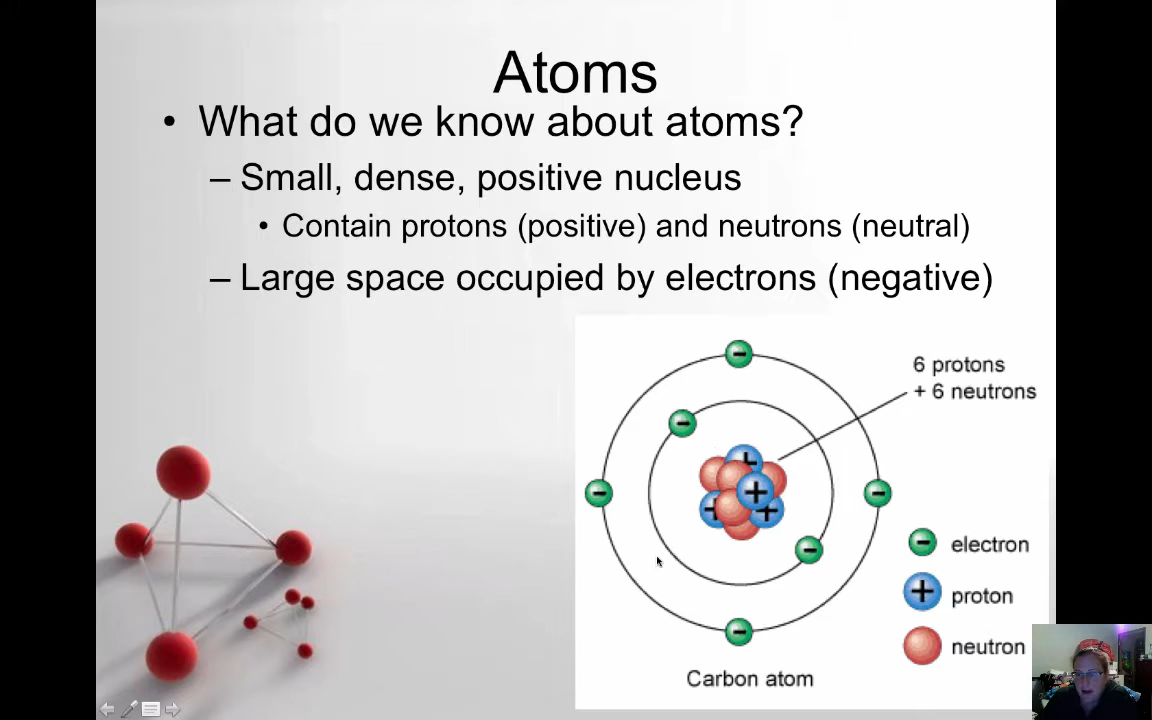 Atoms
• What do we know about atoms?
– Small, dense, positive nucleus
• Contain protons (positive) and neutrons (neutral)
– Large space occupied by electrons (negative)
6 protons
+ 6 neutrons
electron
proton
neutron
Carbon atom